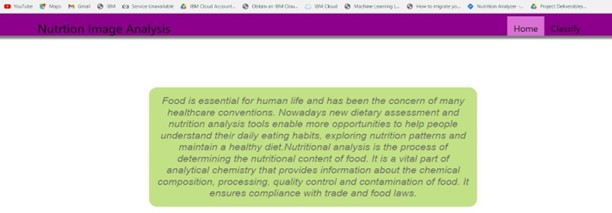 YouTube Maps Gmail IBM Service Unavailable IBM Cloud Account... Obtain an IBM Clou... IBM Cloud Machine Learning I... How to migrate yo... Nutrition Analyzer -... Project Deliverables...
Nutrtion Image Analysis Home Classify
Food is essential for human life and has been the concern of many
healthcare conventions. Nowadays new dietary assessment and
nutrition analysis tools enable more opportunities to help people
understand their daily eating habits, exploring nutrition patterns and
maintain a healthy diet.Nutritional analysis is the process of
determining the nutritional content of food. It is a vital part of
analytical chemistry that provides information about the chemical
composition, processing, quality control and contamination of food. It
ensures compliance with trade and food laws.